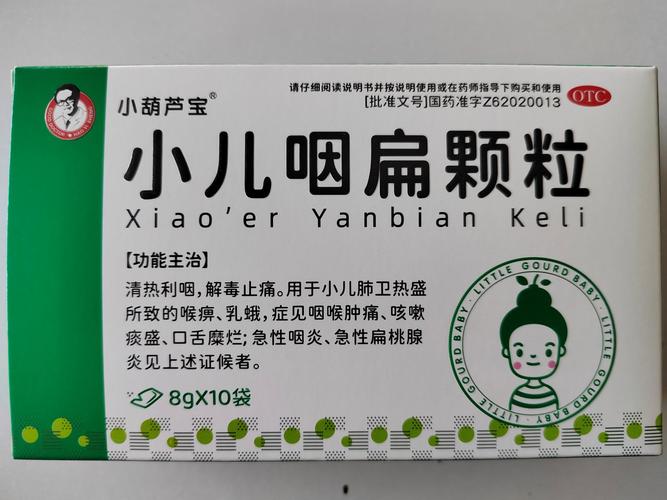 小葫芦宝®
请仔细阅读说明书并按说明使用或在药师指导下购买和使用
[批准文号]国药准字Z62020013
OTC
小儿咽扁颗粒
Xiao'er Yanbian Keli
【功能主治】
清热利咽,解毒止痛。用于小儿肺卫热盛
所致的喉痹、乳蛾,症见咽喉肿痛、咳嗽
痰盛、口舌糜烂;急性咽炎、急性扁桃腺
炎见上述证候者。
8gX10袋
LITTLE GOURD BABY · LITTLE GOURD BABY · LITTLE GOURD BABY